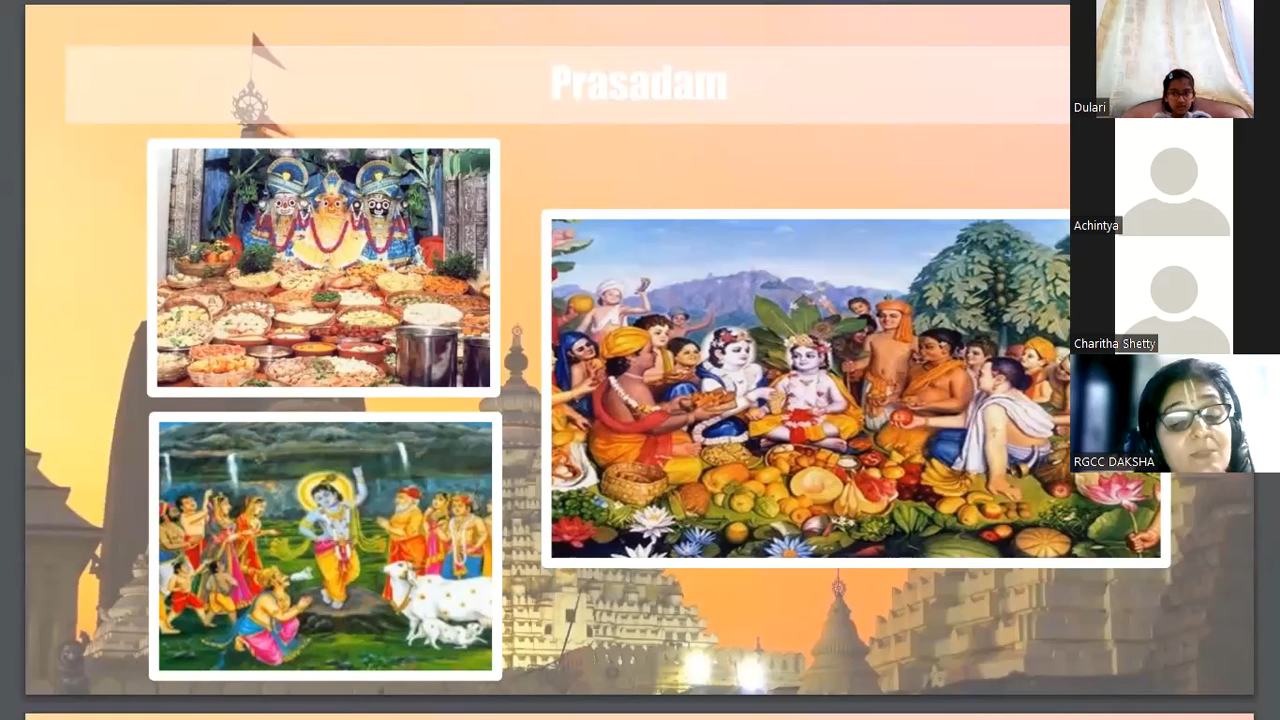 Prasadam
Dulari
Achintya
Charitha Shetty
RGCC DAKSHA